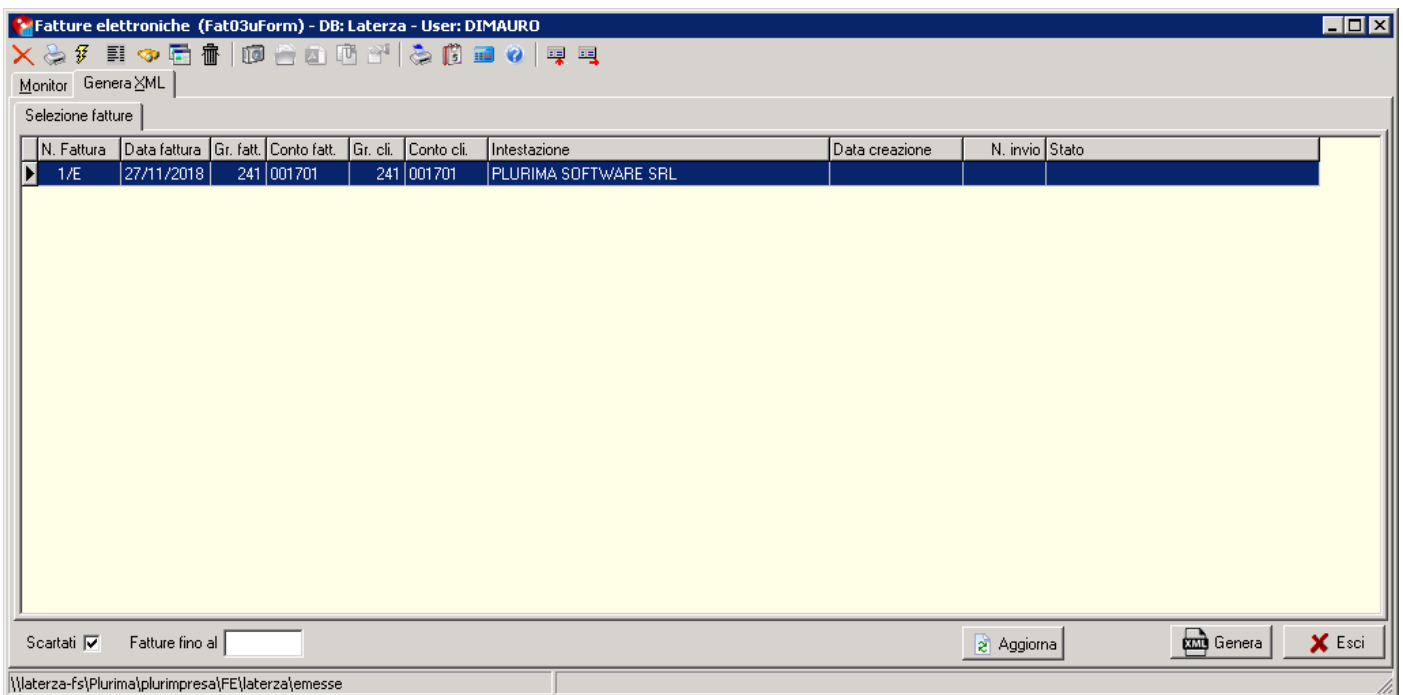 Fatture elettroniche (Fat03uForm) - DB: Laterza - User: DIMAURO
Monitor Genera XML
Selezione fatture
N. Fattura Data fattura Gr. fatt. Conto fatt. Gr. cli. Conto cli. Intestazione Data creazione N. invio Stato
1/E 27/11/2018 241 001701 241 001701 PLURIMA SOFTWARE SRL
Scartati Fatture fino al Aggiorna XML Genera Esci
\\laterza-fs\Plurima\plurimpresa\FE\laterza\emesse